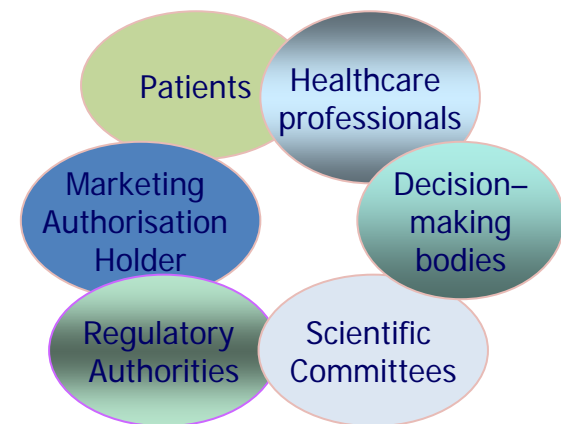 Patients
Healthcare
professionals
Marketing
Authorisation
Holder
Decision–
making
bodies
Regulatory
Authorities
Scientific
Committees